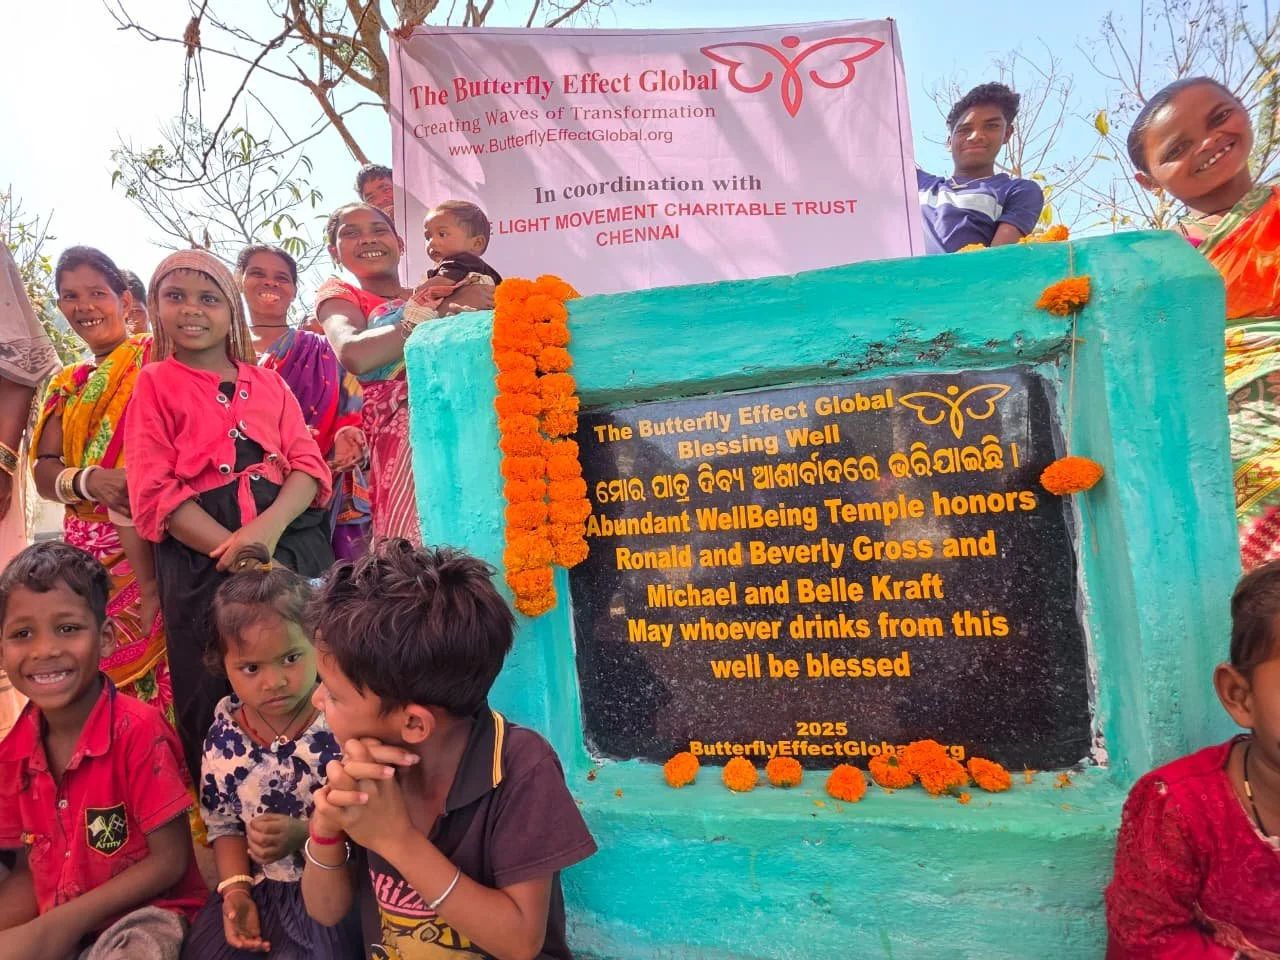 The Butterfly Effect Global
Creating Waves of Transformation
www.ButterflyEffectGlobal.org
In coordination with
LIGHT MOVEMENT CHARITABLE TRUST
CHENNAI
The Butterfly Effect Global
Blessing Well
ମୋର ପାତ୍ର ଦିବ୍ୟ ଆଶୀର୍ବାଦରେ ଭରିଯାଇଛି ।
Abundant WellBeing Temple honors
Ronald and Beverly Gross and
Michael and Belle Kraft
May whoever drinks from this
well be blessed
2025
ButterflyEffectGlobal.org
Army